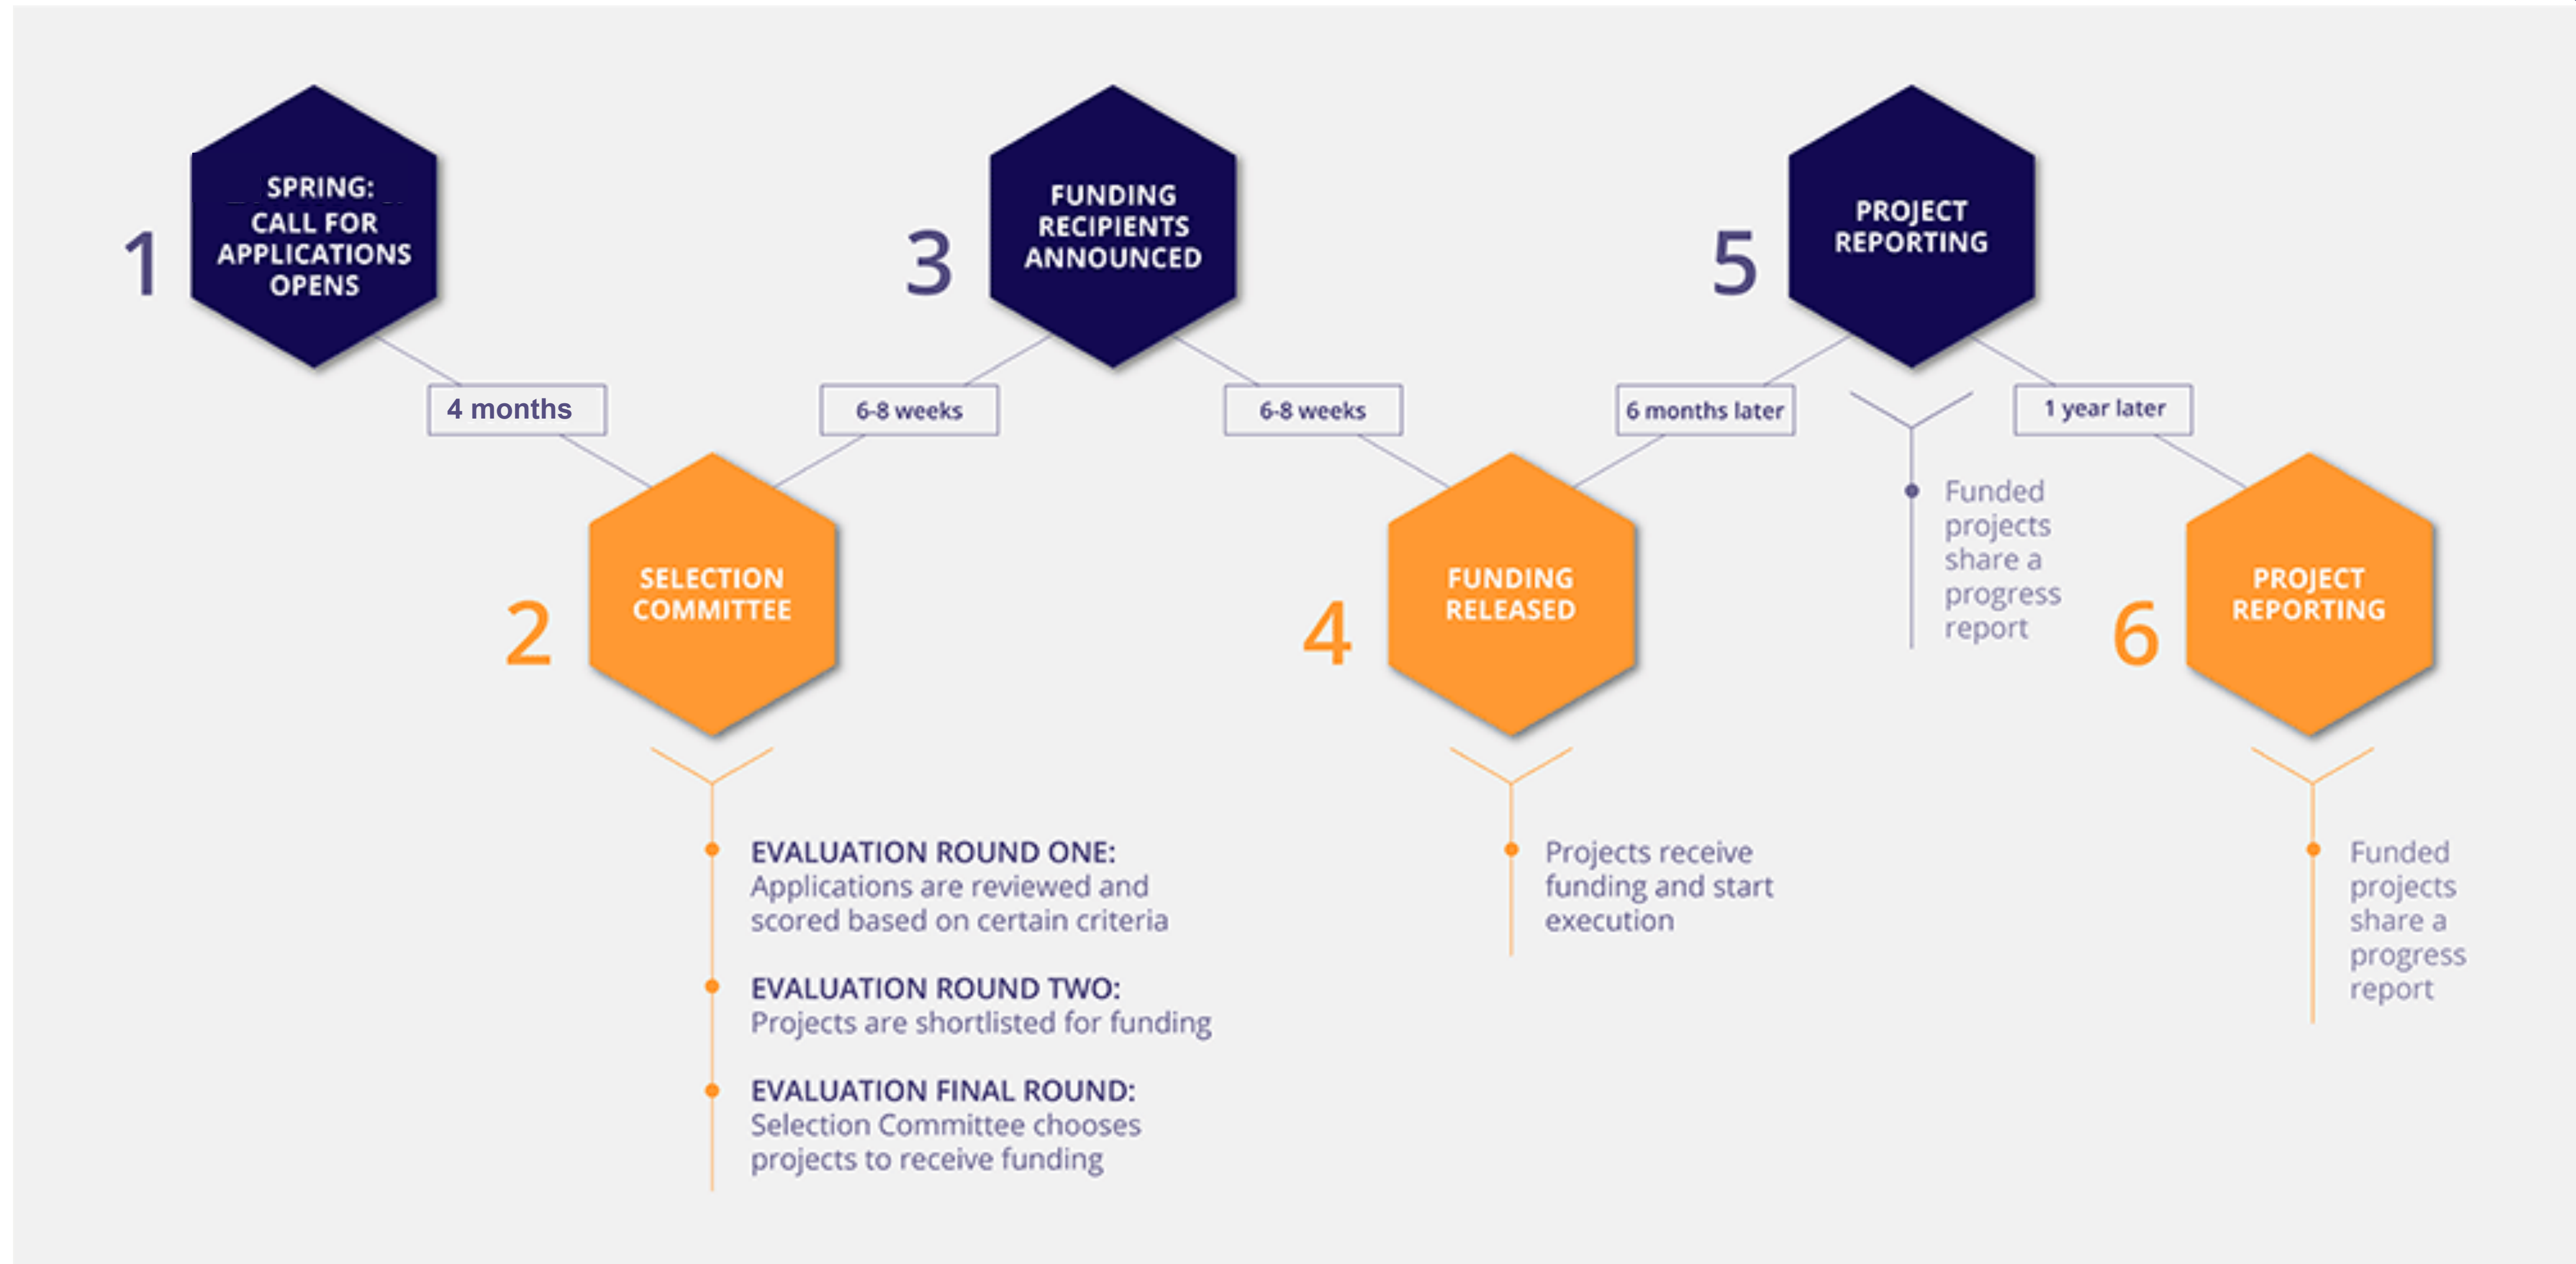 1
SPRING:
CALL FOR
APPLICATIONS
OPENS
4 months
2
SELECTION
COMMITTEE
EVALUATION ROUND ONE:
Applications are reviewed and
scored based on certain criteria
EVALUATION ROUND TWO:
Projects are shortlisted for funding
EVALUATION FINAL ROUND:
Selection Committee chooses
projects to receive funding
6-8 weeks
3
FUNDING
RECIPIENTS
ANNOUNCED
6-8 weeks
4
FUNDING
RELEASED
Projects receive
funding and start
execution
6 months later
5
PROJECT
REPORTING
Funded
projects
share a
progress
report
1 year later
6
PROJECT
REPORTING
Funded
projects
share a
progress
report